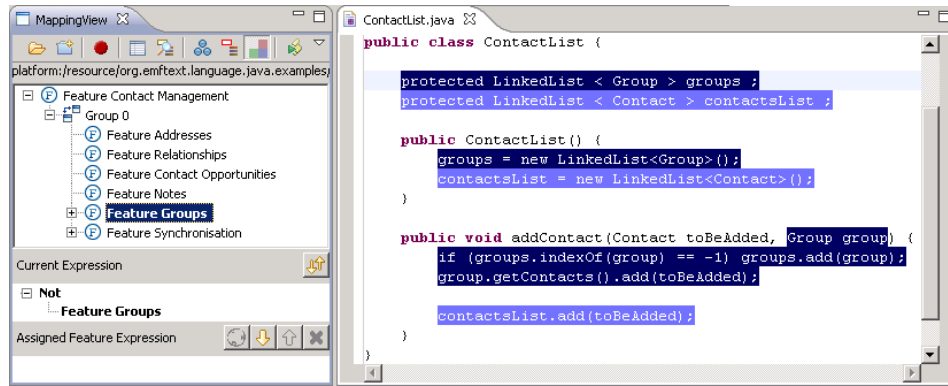 MappingView
platform:/resource/org.emftext.language.java.examples/
Feature Contact Management
Group 0
Feature Addresses
Feature Relationships
Feature Contact Opportunities
Feature Notes
Feature Groups
Feature Synchronisation
Current Expression
Not
Feature Groups
Assigned Feature Expression
ContactList.java
public class ContactList {
protected LinkedList < Group > groups ;
protected LinkedList < Contact > contactsList ;
public ContactList() {
groups = new LinkedList<Group>();
contactsList = new LinkedList<Contact>();
}
public void addContact(Contact toBeAdded, Group group) {
if (groups.indexOf(group) == -1) groups.add(group);
group.getContacts().add(toBeAdded);
contactsList.add(toBeAdded);
}
}